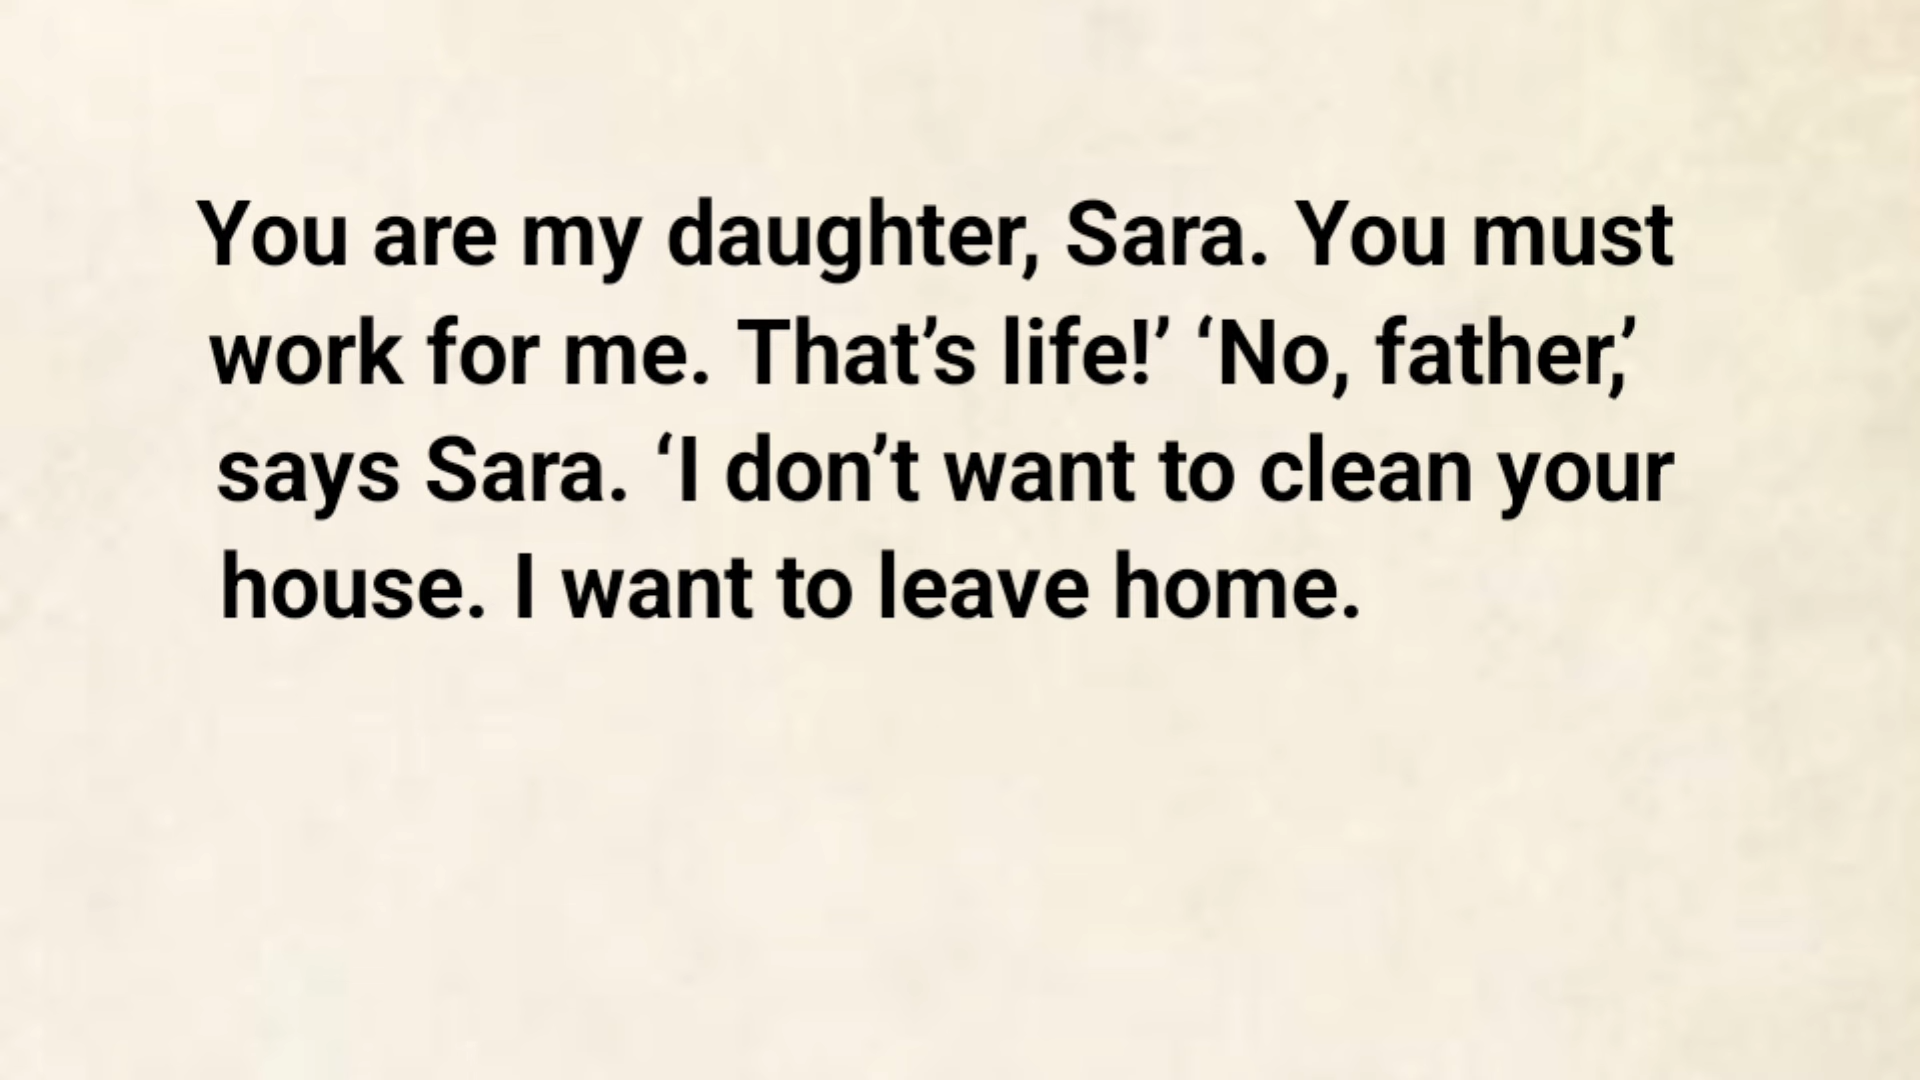 You are my daughter, Sara. You must
work for me. That’s life!’ ‘No, father,’
says Sara. ‘I don’t want to clean your
house. I want to leave home.